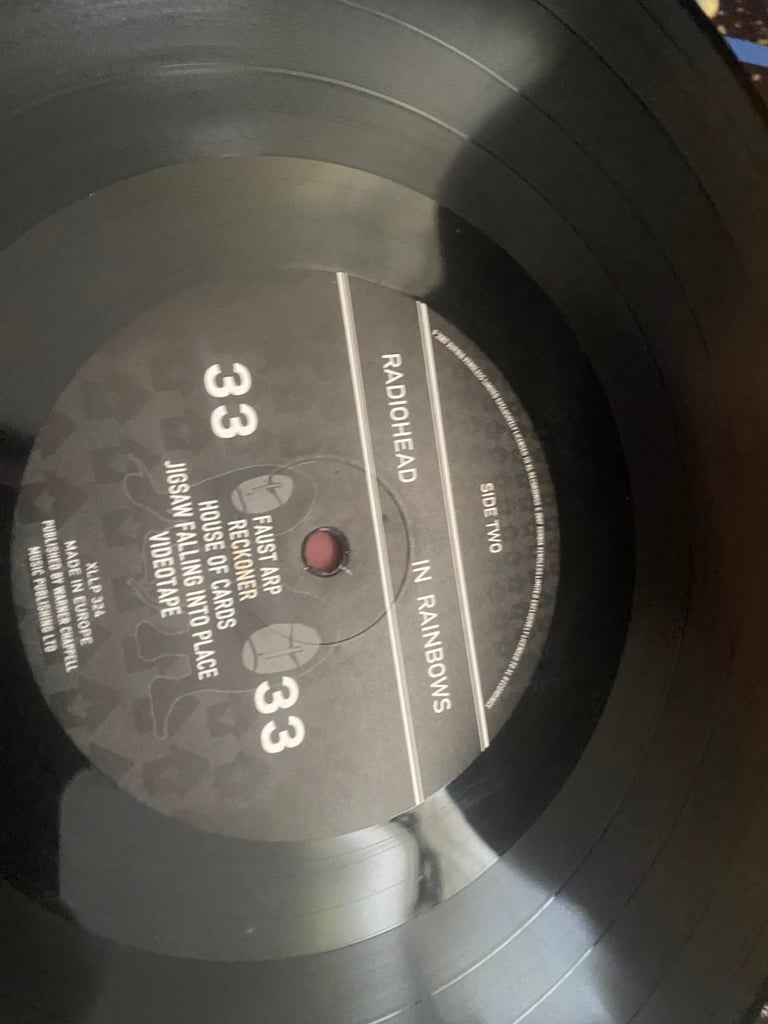 SIDE TWO
RADIOHEAD IN RAINBOWS
33 33
FAUST ARP
RECKONER
HOUSE OF CARDS
JIGSAW FALLING INTO PLACE
VIDEOTAPE
XLLP 324
MADE IN EUROPE
PUBLISHED BY WARNER CHAPPELL
MUSIC PUBLISHING LTD